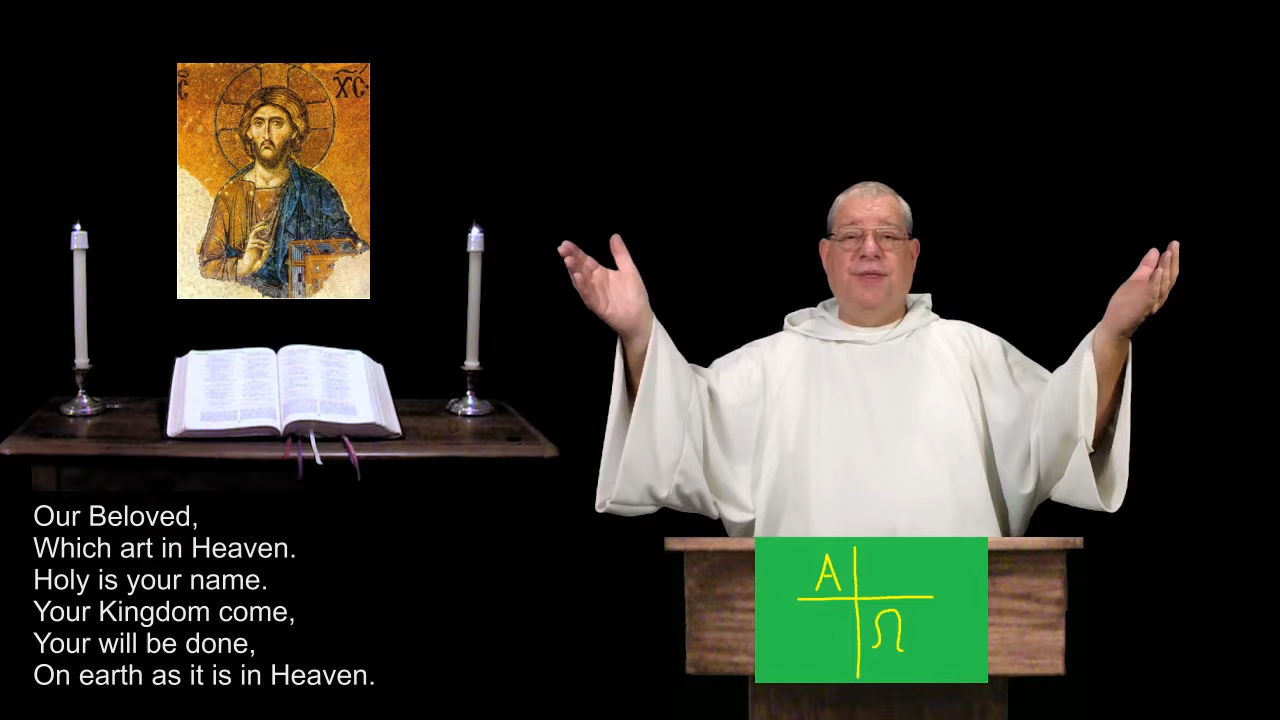 ΧC
Our Beloved,
Which art in Heaven.
Holy is your name.
Your Kingdom come,
Your will be done,
On earth as it is in Heaven.
Α
Ω